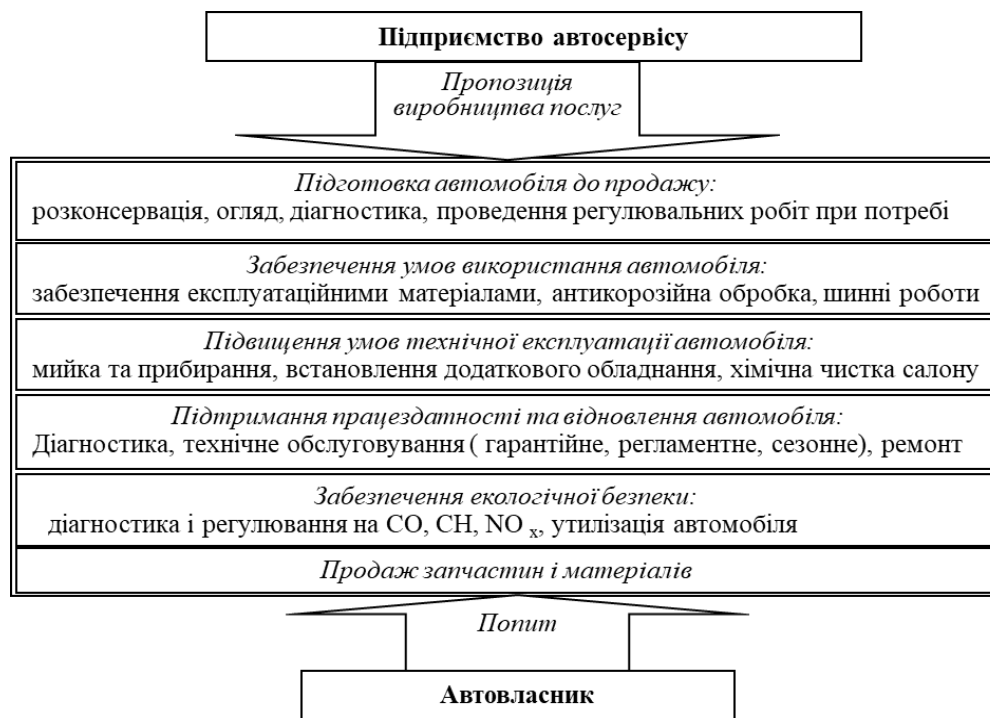 Підприємство автосервісу
Пропозиція
виробництва послуг
Підготовка автомобіля до продажу:
розконсервація, огляд, діагностика, проведення регулювальних робіт при потребі
Забезпечення умов використання автомобіля:
забезпечення експлуатаційними матеріалами, антикорозійна обробка, шинні роботи
Підвищення умов технічної експлуатації автомобіля:
мийка та прибирання, встановлення додаткового обладнання, хімічна чистка салону
Підтримання працездатності та відновлення автомобіля:
Діагностика, технічне обслуговування ( гарантійне, регламентне, сезонне), ремонт
Забезпечення екологічної безпеки:
діагностика і регулювання на CO, CH, NO x, утилізація автомобіля
Продаж запчастин і матеріалів
Попит
Автовласник